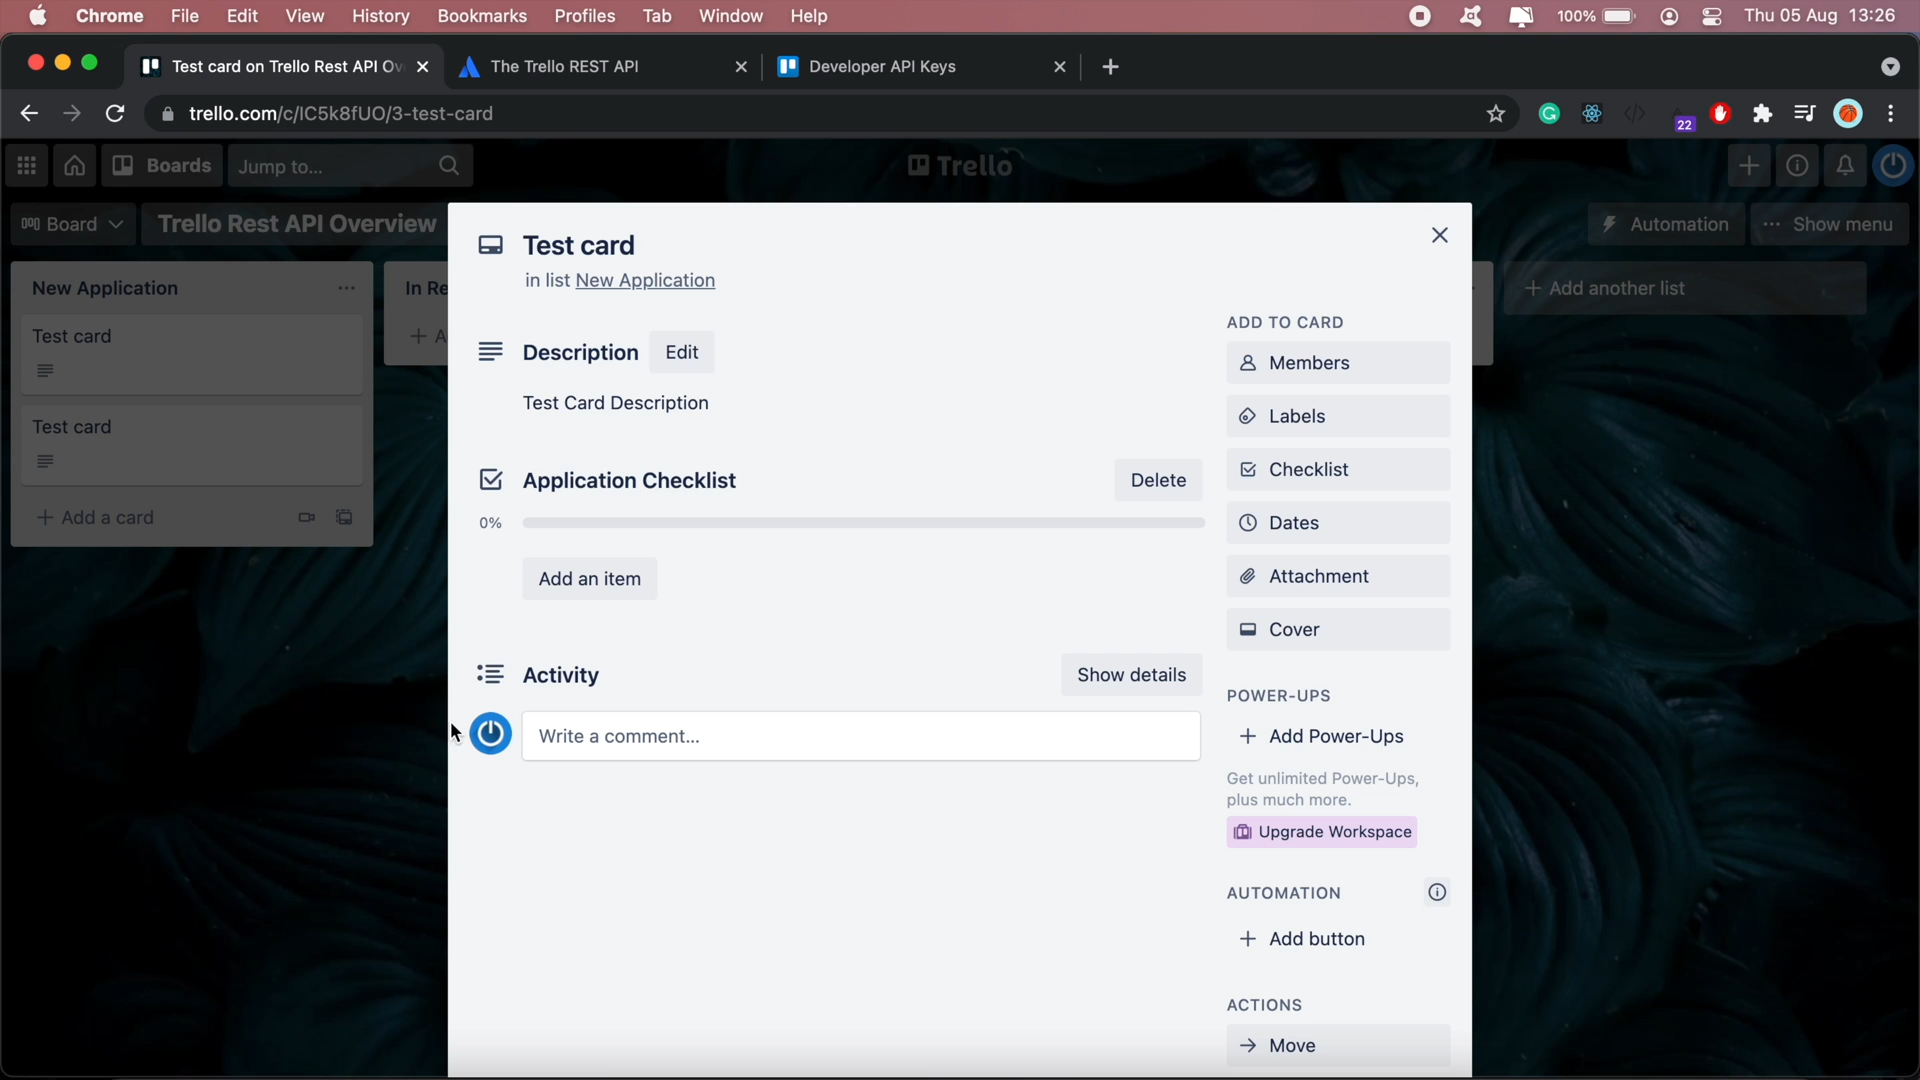 Chrome File Edit View History Bookmarks Profiles Tab Window Help 100% Thu 05 Aug 13:26
Test card on Trello Rest API Ov The Trello REST API Developer API Keys
trello.com/c/IC5k8fUO/3-test-card 22
Boards Jump to... Trello
Board Trello Rest API Overview Automation ... Show menu
New Application ...
Test card
Test card
+ Add a card
In Re
+ A
+ Add another list
Test card
in list New Application
Description Edit
Test Card Description
Application Checklist Delete
0%
Add an item
Activity Show details
Write a comment...
ADD TO CARD
Members
Labels
Checklist
Dates
Attachment
Cover
POWER-UPS
+ Add Power-Ups
Get unlimited Power-Ups,
plus much more.
Upgrade Workspace
AUTOMATION
+ Add button
ACTIONS
→ Move